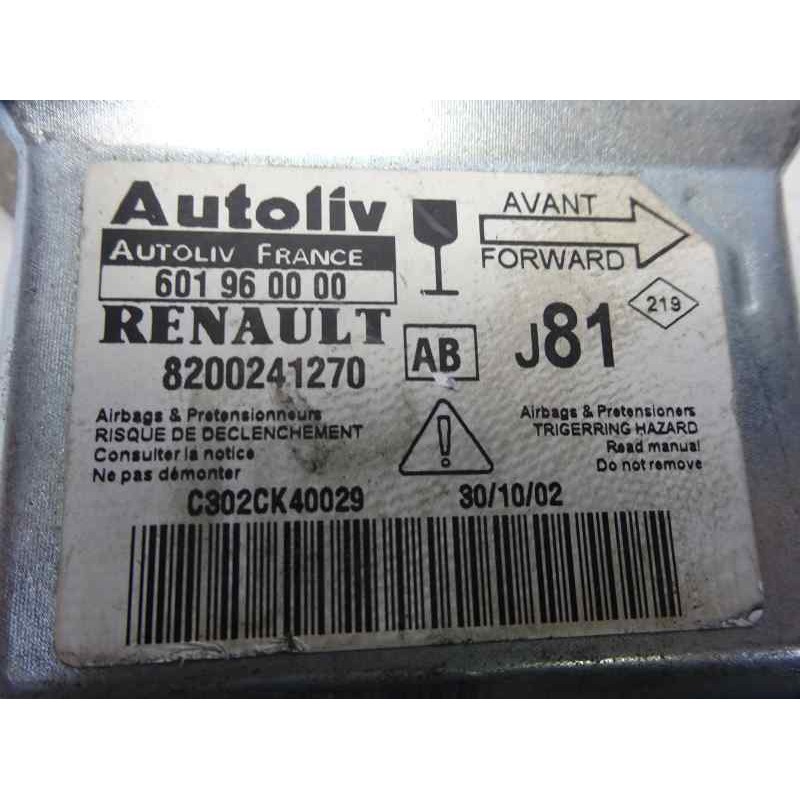 Autoliv
AUTOLIV FRANCE
601 96 00 00
RENAULT
8200241270
AB
AVANT
FORWARD
J81
219
Airbags & Pretensionneurs
RISQUE DE DECLENCHEMENT
Consulter la notice
Ne pas démonter
Airbags & Pretensioners
TRIGERRING HAZARD
Read manual
Do not remove
C302CK40029
30/10/02